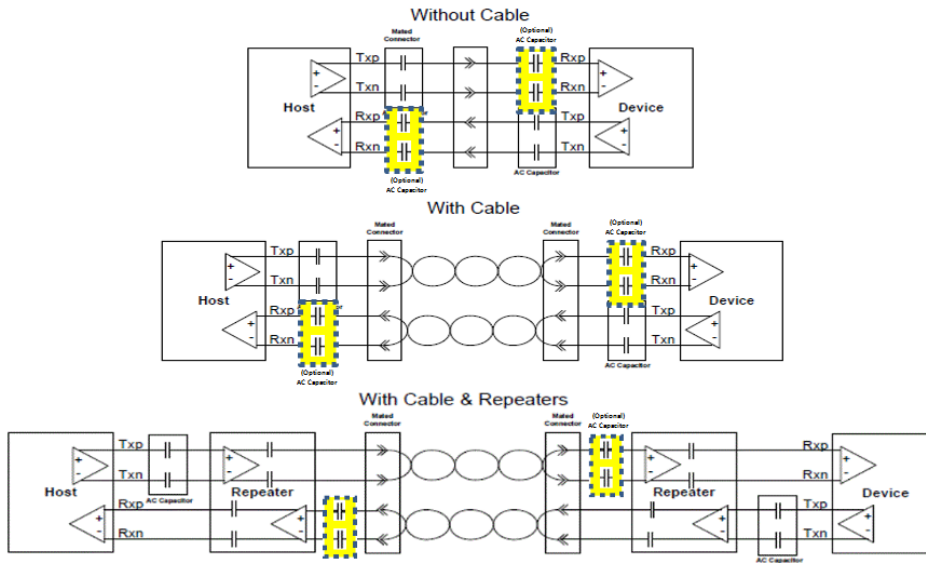 Without Cable
Mated
Connector
(Optional)
AC Capacitor
Txp
Rxp
+
-
+
-
Txn
Rxn
Host
Device
Rxp
Txp
+
-
+
-
Rxn
Txn
(Optional)
AC Capacitor
AC Capacitor
With Cable
Mated
Connector
Mated
Connector
(Optional)
AC Capacitor
Txp
Rxp
+
-
+
-
Txn
Rxn
Host
Device
Rxp
Txp
+
-
+
-
Rxn
Txn
(Optional)
AC Capacitor
AC Capacitor
With Cable & Repeaters
Mated
Connector
Mated
Connector
(Optional)
AC Capacitor
Txp
Rxp
+
-
+
-
+
-
+
-
Txn
Rxn
Host
AC Capacitor
Repeater
Repeater
Device
Rxp
Txp
+
-
+
-
+
-
+
-
Rxn
Txn
AC Capacitor